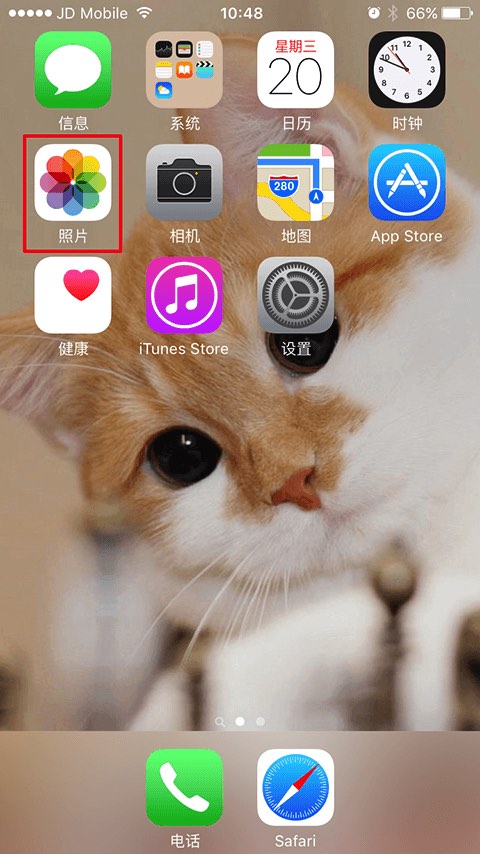 JD Mobile 10:48 66%
星期三
20
信息 系统 日历 时钟
280
照片 相机 地图 App Store
健康 iTunes Store 设置
电话 Safari